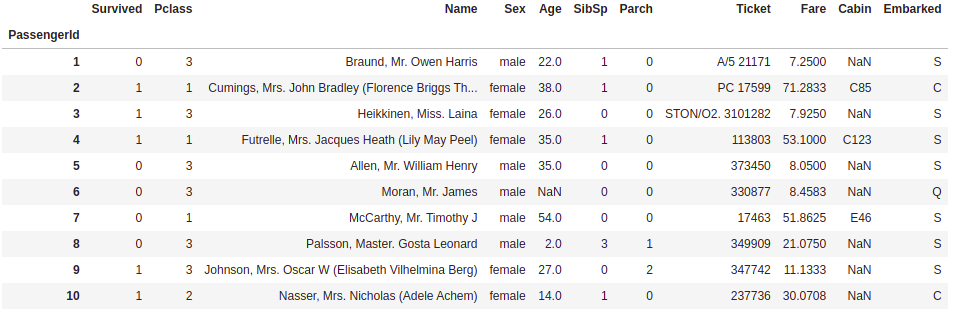 Survived Pclass Name Sex Age SibSp Parch Ticket Fare Cabin Embarked
PassengerId
1 0 3 Braund, Mr. Owen Harris male 22.0 1 0 A/5 21171 7.2500 NaN S
2 1 1 Cumings, Mrs. John Bradley (Florence Briggs Th... female 38.0 1 0 PC 17599 71.2833 C85 C
3 1 3 Heikkinen, Miss. Laina female 26.0 0 0 STON/O2. 3101282 7.9250 NaN S
4 1 1 Futrelle, Mrs. Jacques Heath (Lily May Peel) female 35.0 1 0 113803 53.1000 C123 S
5 0 3 Allen, Mr. William Henry male 35.0 0 0 373450 8.0500 NaN S
6 0 3 Moran, Mr. James male NaN 0 0 330877 8.4583 NaN Q
7 0 1 McCarthy, Mr. Timothy J male 54.0 0 0 17463 51.8625 E46 S
8 0 3 Palsson, Master. Gosta Leonard male 2.0 3 1 349909 21.0750 NaN S
9 1 3 Johnson, Mrs. Oscar W (Elisabeth Vilhelmina Berg) female 27.0 0 2 347742 11.1333 NaN S
10 1 2 Nasser, Mrs. Nicholas (Adele Achem) female 14.0 1 0 237736 30.0708 NaN C